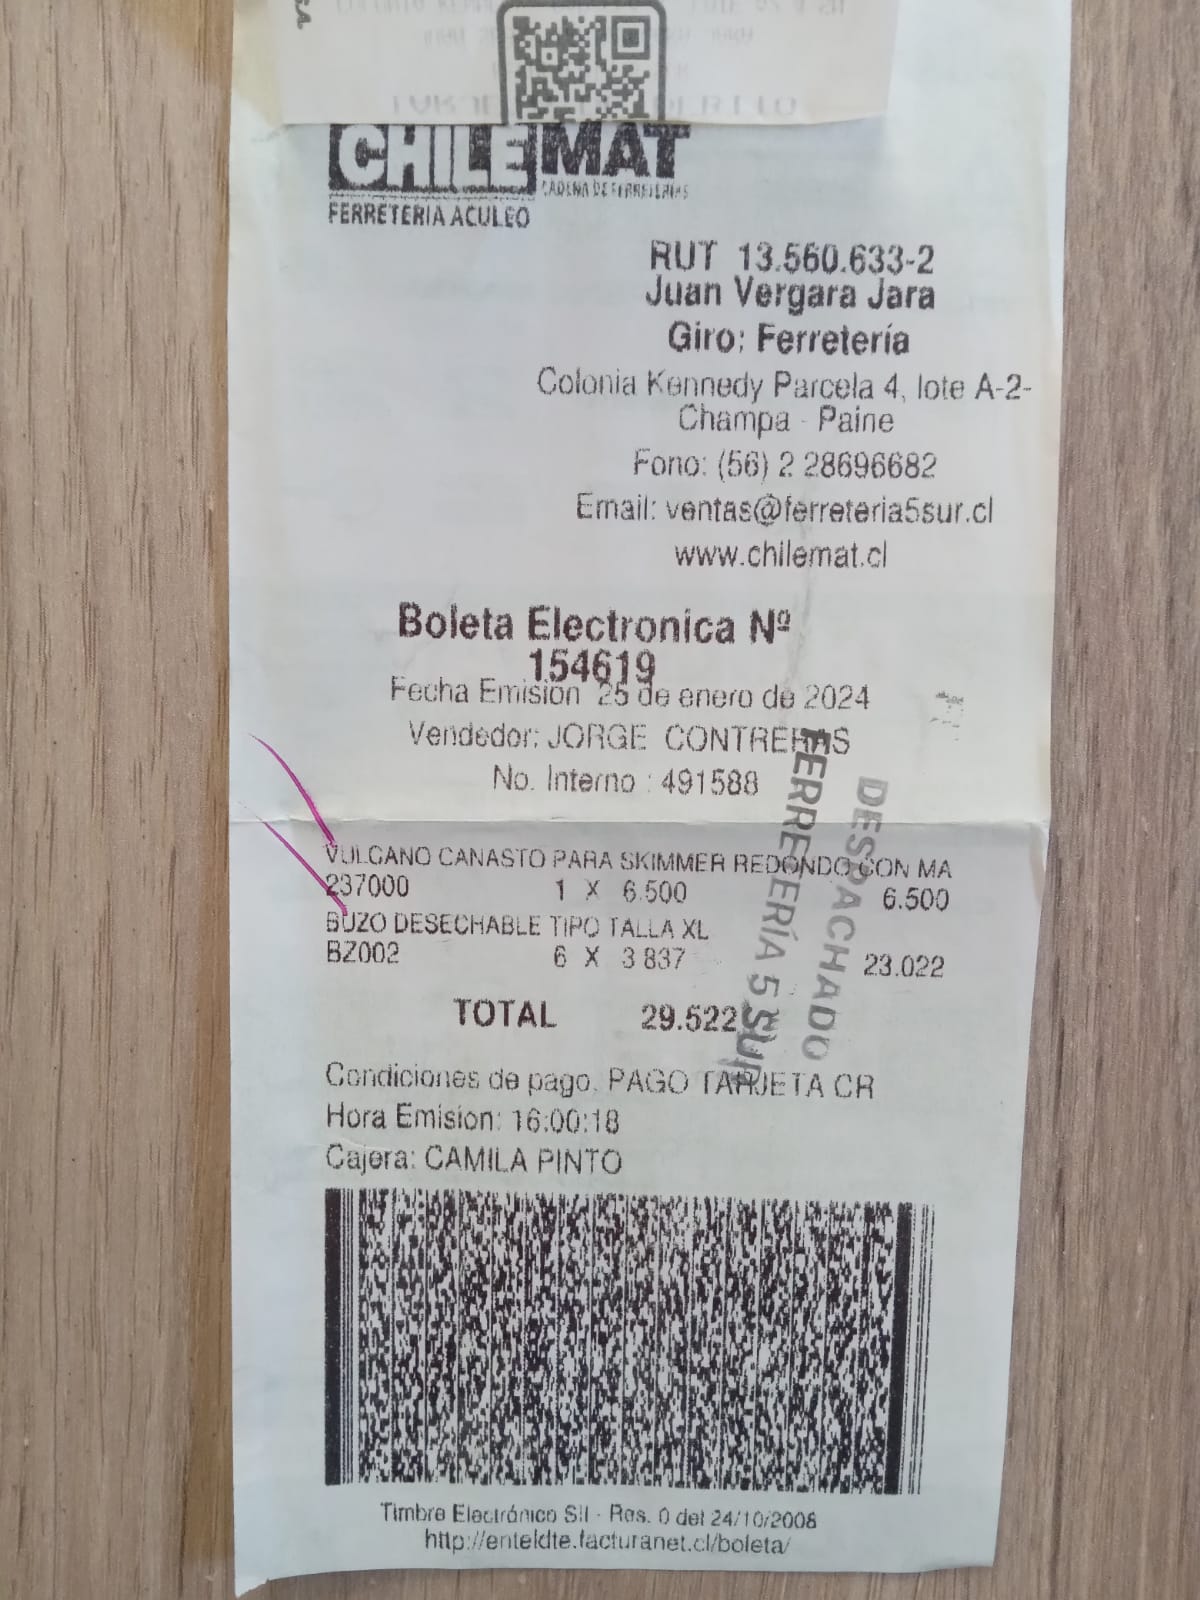 CHILEMAT
CADENA DE FERRETERIAS
FERRETERIA ACULEO
RUT 13.560.633-2
Juan Vergara Jara
Giro: Ferretería
Colonia Kennedy Parcela 4, lote A-2-
Champa - Paine
Fono: (56) 2 28696682
Email: ventas@ferreteria5sur.cl
www.chilemat.cl
Boleta Electronica Nº
154619
Fecha Emision 25 de enero de 2024
Vendedor: JORGE CONTRERAS
No. Interno : 491588
VULCANO CANASTO PARA SKIMMER REDONDO CON MA
237000 1 X 6.500 6.500
BUZO DESECHABLE TIPO TALLA XL
BZ002 6 X 3 837 23.022
TOTAL 29.522
DESPACHADO
FERRETERÍA 5 SUR
Condiciones de pago. PAGO TARJETA CR
Hora Emision: 16:00:18
Cajera: CAMILA PINTO
Timbre Electrónico SII - Res. 0 del 24/10/2008
http://enteldte.facturanet.cl/boleta/